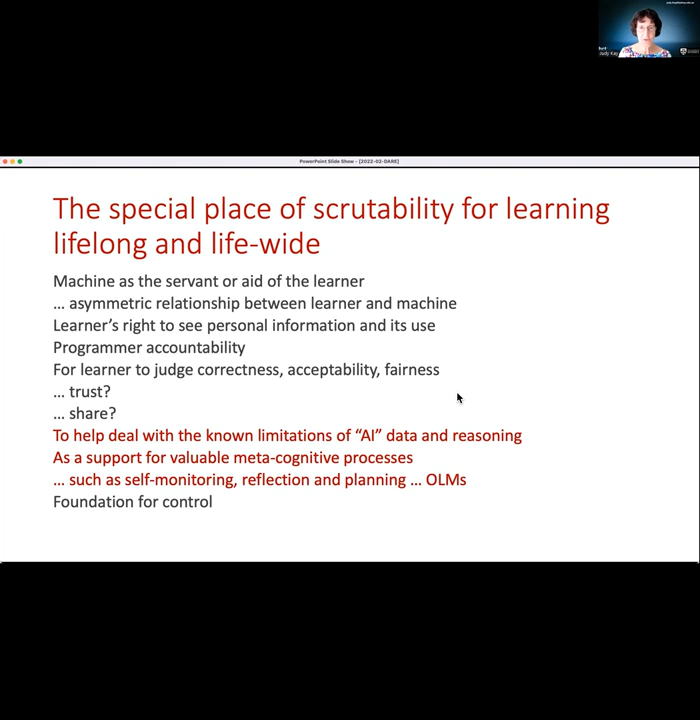 Judy Kay
PowerPoint Slide Show - [2022-02-DARE]
The special place of scrutability for learning
lifelong and life-wide
Machine as the servant or aid of the learner
... asymmetric relationship between learner and machine
Learner's right to see personal information and its use
Programmer accountability
For learner to judge correctness, acceptability, fairness
... trust?
... share?
To help deal with the known limitations of “AI” data and reasoning
As a support for valuable meta-cognitive processes
... such as self-monitoring, reflection and planning ... OLMs
Foundation for control